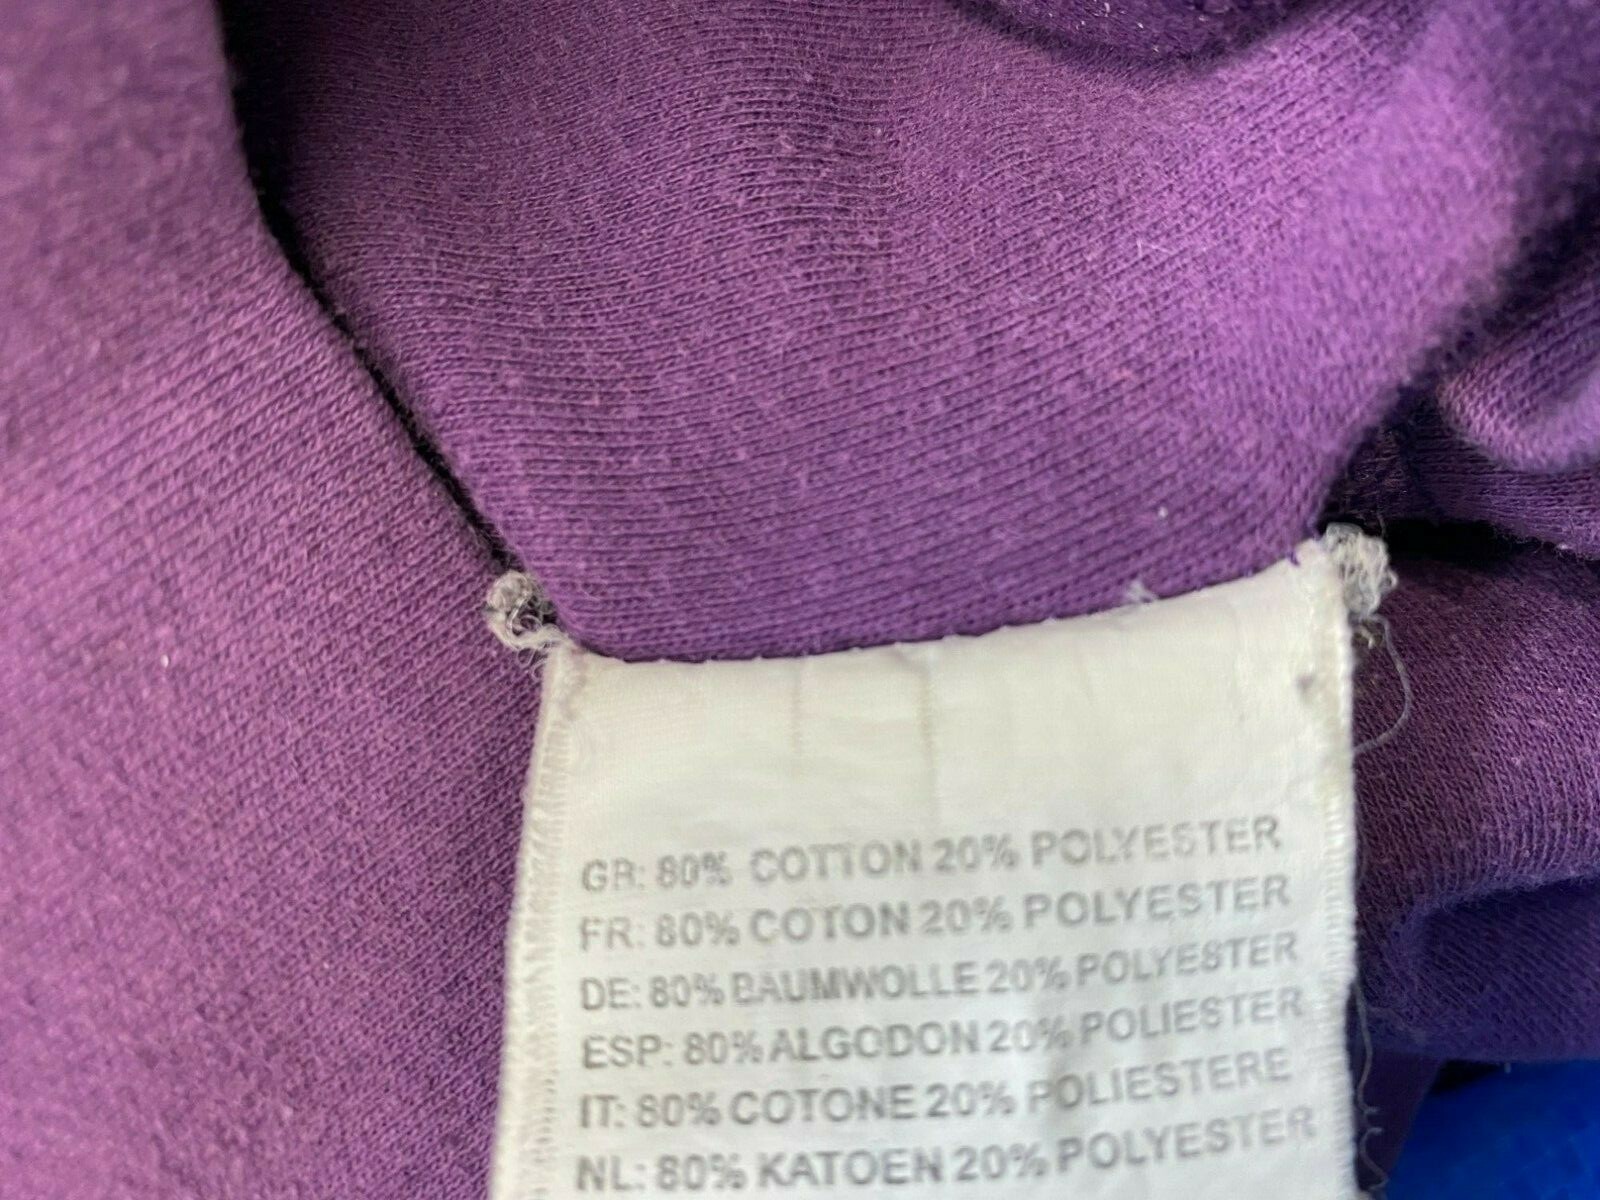 GR: 80% COTTON 20% POLYESTER
FR: 80% COTON 20% POLYESTER
DE: 80% BAUMWOLLE 20% POLYESTER
ESP: 80% ALGODON 20% POLIESTER
IT: 80% COTONE 20% POLIESTERE
NL: 80% KATOEN 20% POLYESTER